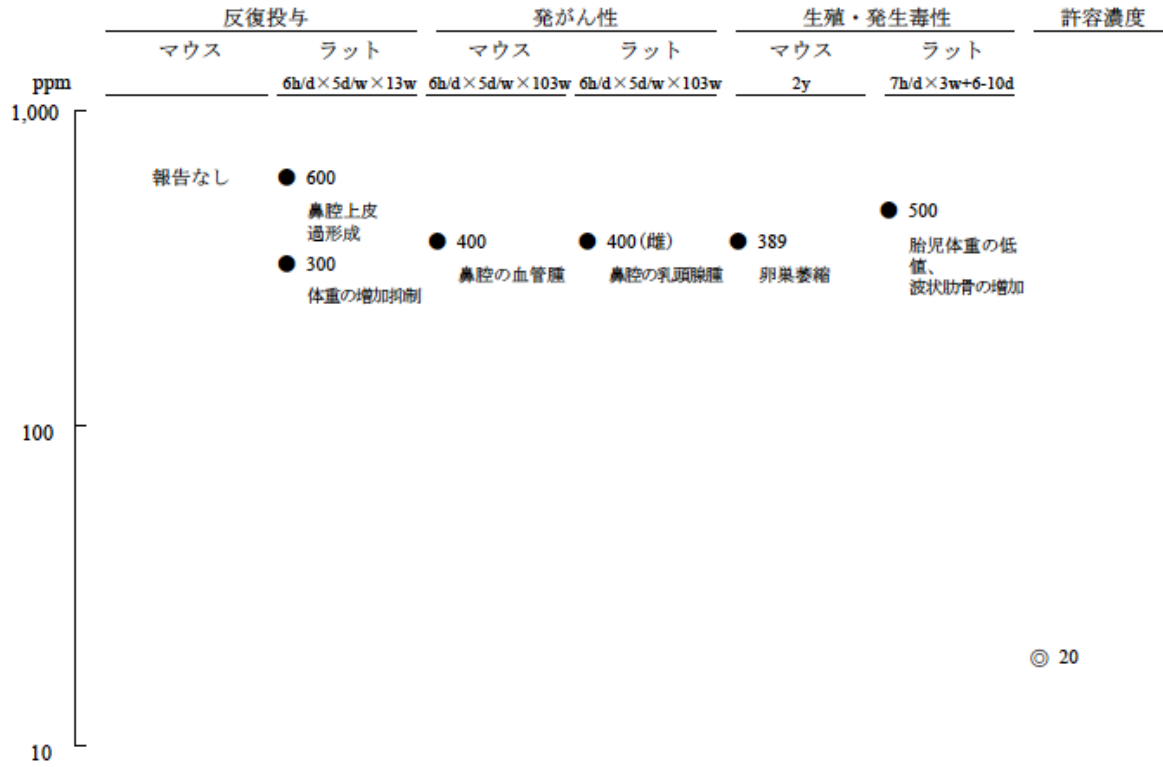 反復投与 発がん性 生殖・発生毒性 許容濃度
マウス ラット マウス ラット マウス ラット
ppm 6h/d×5d/w×13w 6h/d×5d/w×103w 6h/d×5d/w×103w 2y 7h/d×3w+6-10d
1,000
報告なし ● 600
鼻腔上皮
過形成
● 300
体重の増加抑制
● 400
鼻腔の血管腫
● 400(雌)
鼻腔の乳頭腺腫
● 389
卵巣萎縮
● 500
胎児体重の低
値、
波状肋骨の増加
100
◎ 20
10